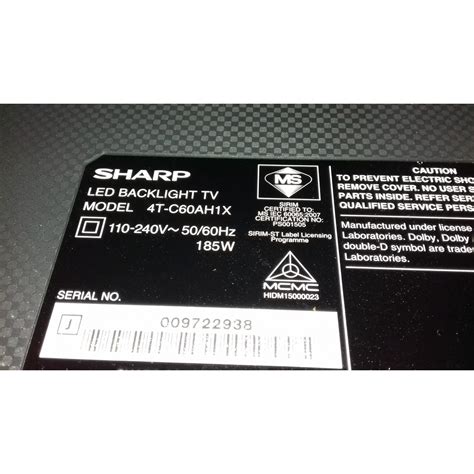 SHARP
LED BACKLIGHT TV
MODEL 4T-C60AH1X
110-240V~ 50/60Hz
185W
SERIAL NO.
J
009722938
MS
SIRIM
CERTIFIED TO:
MS IEC 60065:2007
CERTIFICATION NO:
PS001505
SIRIM-ST Label Licensing
Programme
MCMC
HIDM15000023
CAUTION
TO PREVENT ELECTRIC SHO
REMOVE COVER. NO USER S
PARTS INSIDE. REFER SERVI
QUALIFIED SERVICE PERS
Manufactured under license
Laboratories. Dolby, Dolby
double-D symbol are trade
Laboratories.